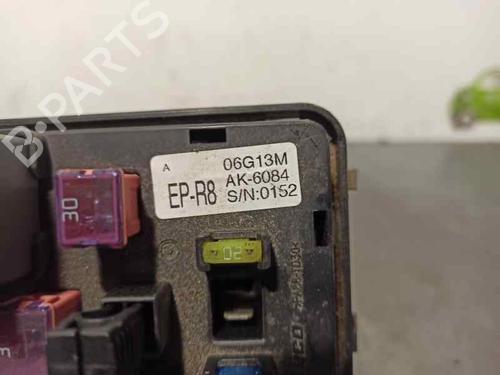 B-PARTS
A
06G13M
EP-R8
AK-6084
S/N:0152
30
20